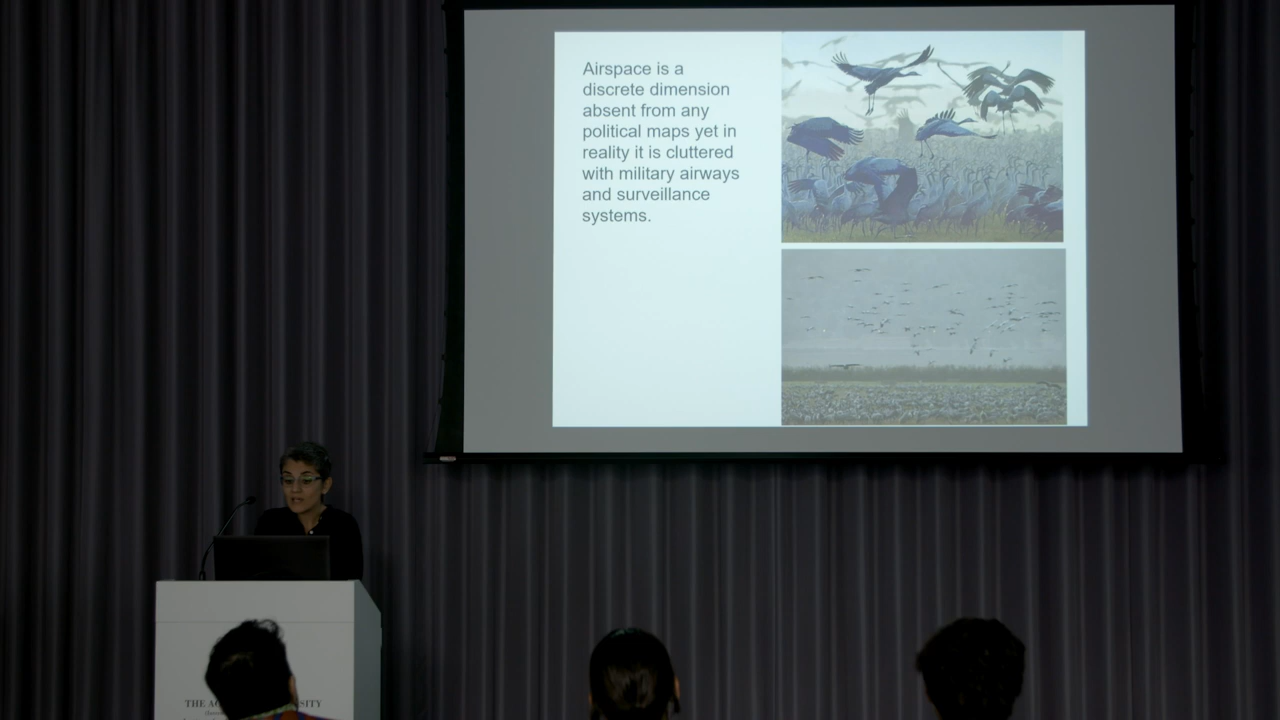 Airspace is a
discrete dimension
absent from any
political maps yet in
reality it is cluttered
with military airways
and surveillance
systems.
THE